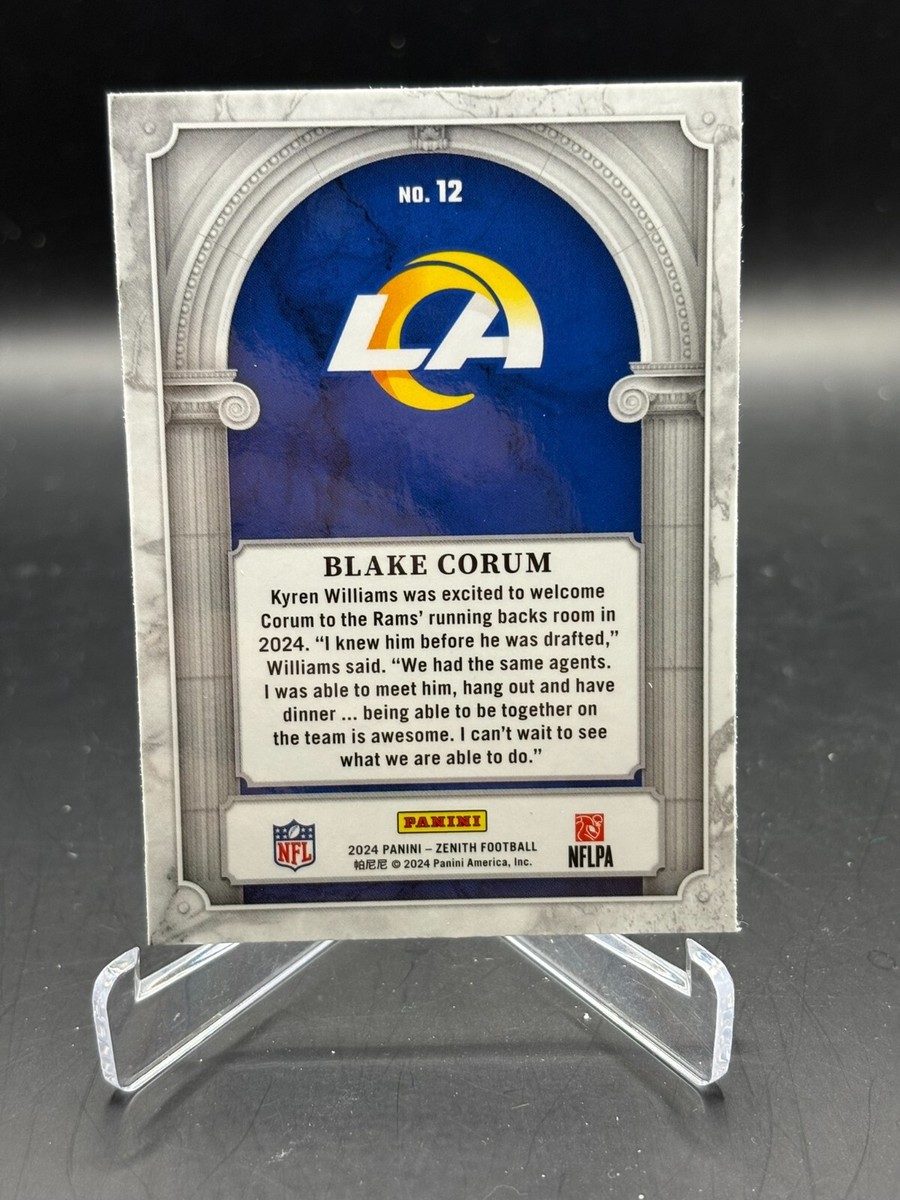 NO. 12
LA
BLAKE CORUM
Kyren Williams was excited to welcome
Corum to the Rams' running backs room in
2024. “I knew him before he was drafted,”
Williams said. “We had the same agents.
I was able to meet him, hang out and have
dinner ... being able to be together on
the team is awesome. I can't wait to see
what we are able to do.”
PANINI
NFL
2024 PANINI – ZENITH FOOTBALL
帕尼尼 © 2024 Panini America, Inc.
NFLPA